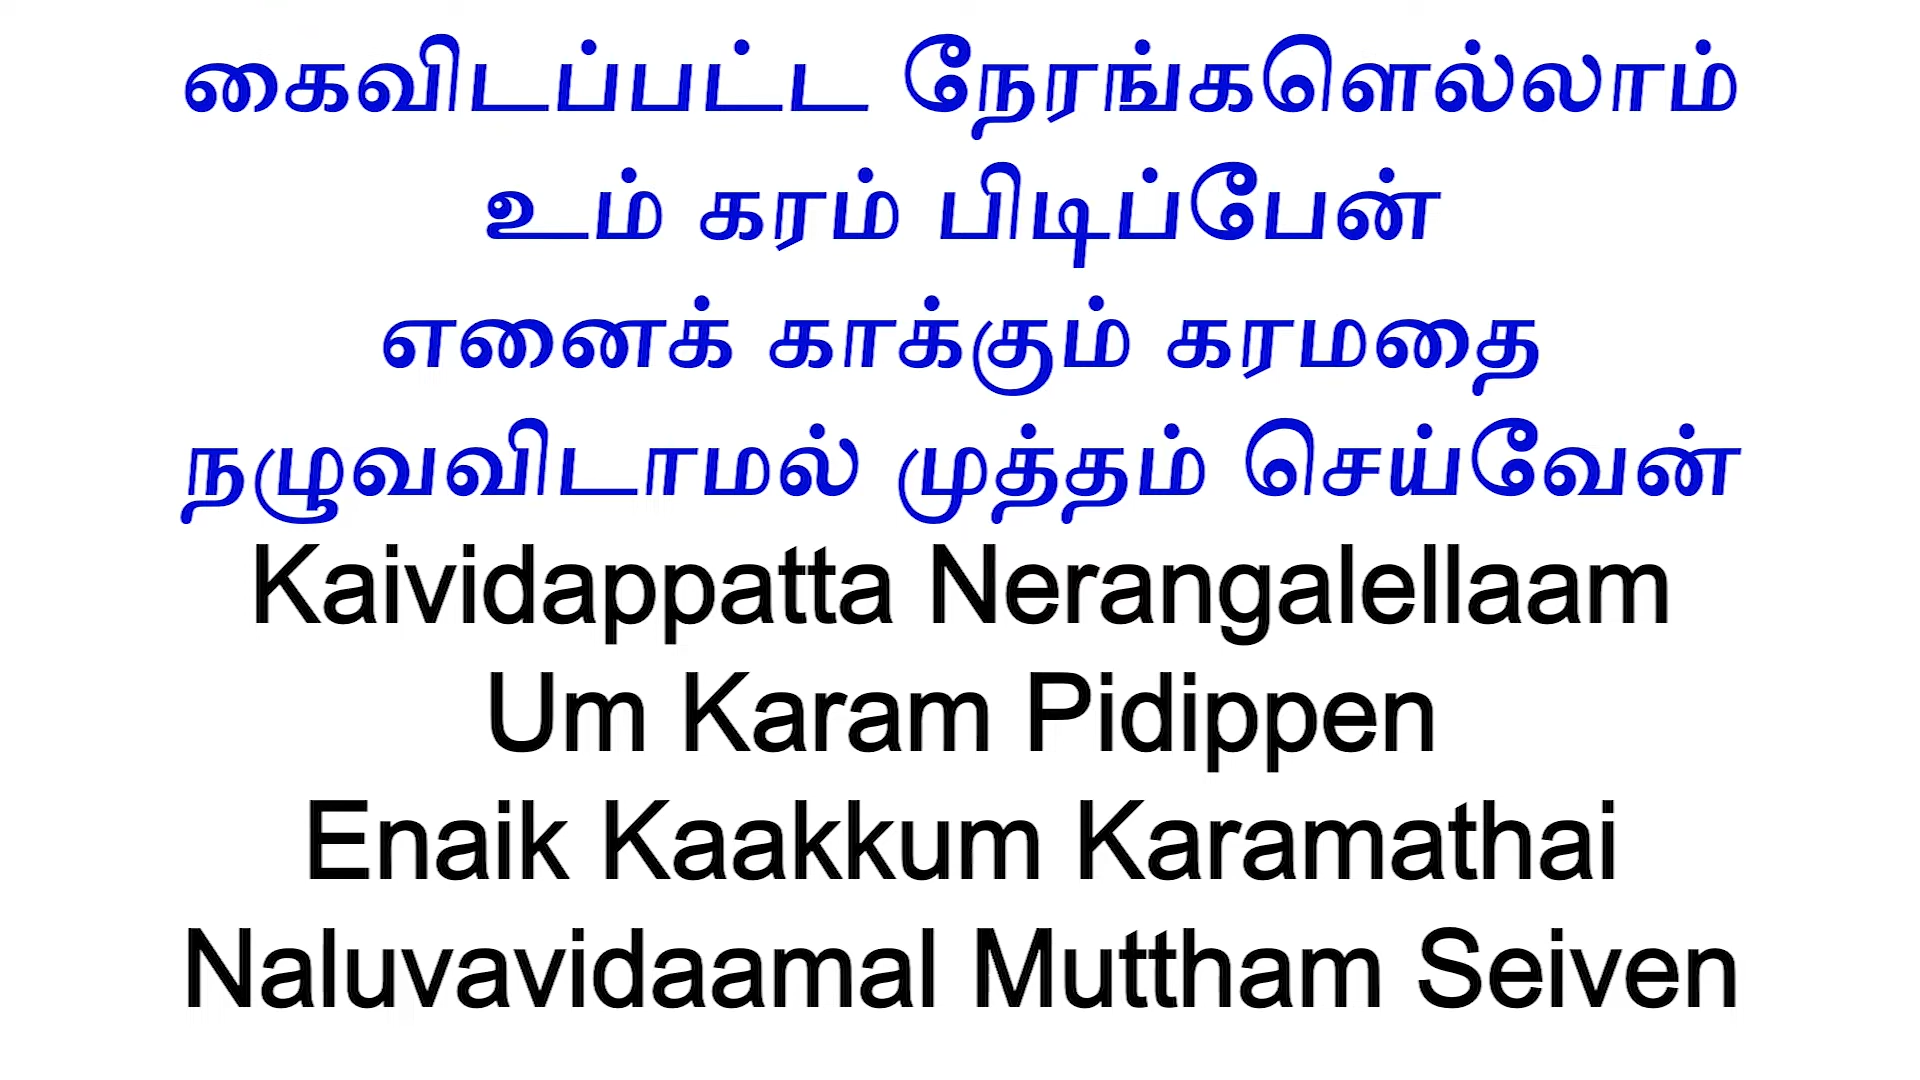 கைவிடப்பட்ட நேரங்களெல்லாம்
உம் கரம் பிடிப்பேன்
எனைக் காக்கும் கரமதை
நழுவவிடாமல் முத்தம் செய்வேன்
Kaividappatta Nerangalellaam
Um Karam Pidippen
Enaik Kaakkum Karamathai
Naluvavidaamal Muttham Seiven